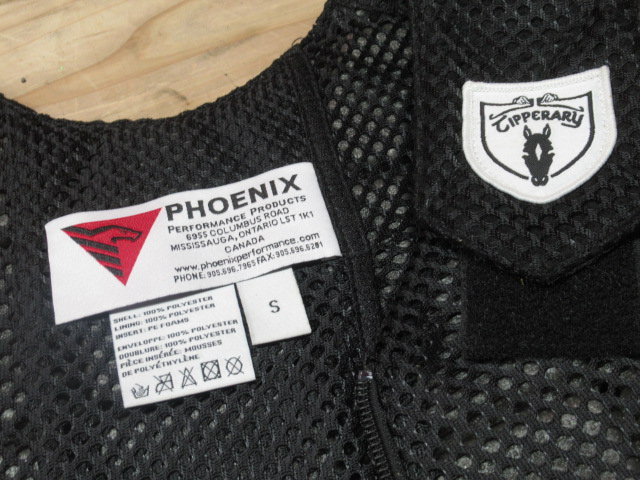 PHOENIX
PERFORMANCE PRODUCTS
6955 COLUMBUS ROAD
MISSISSAUGA, ONTARIO L5T 1K1
CANADA
www.phoenixperformance.com
PHONE: 905.696.7965 FAX: 905.696.8281
S
SHELL: 100% POLYESTER
LINING: 100% POLYESTER
INSERT: PE FOAMS
ENVELOPPE: 100% POLYESTER
DOUBLURE: 100% POLYESTER
PIÈCE INSÉRÉE: MOUSSES
DE POLYÉTHYLÈNE
TIPPERARY